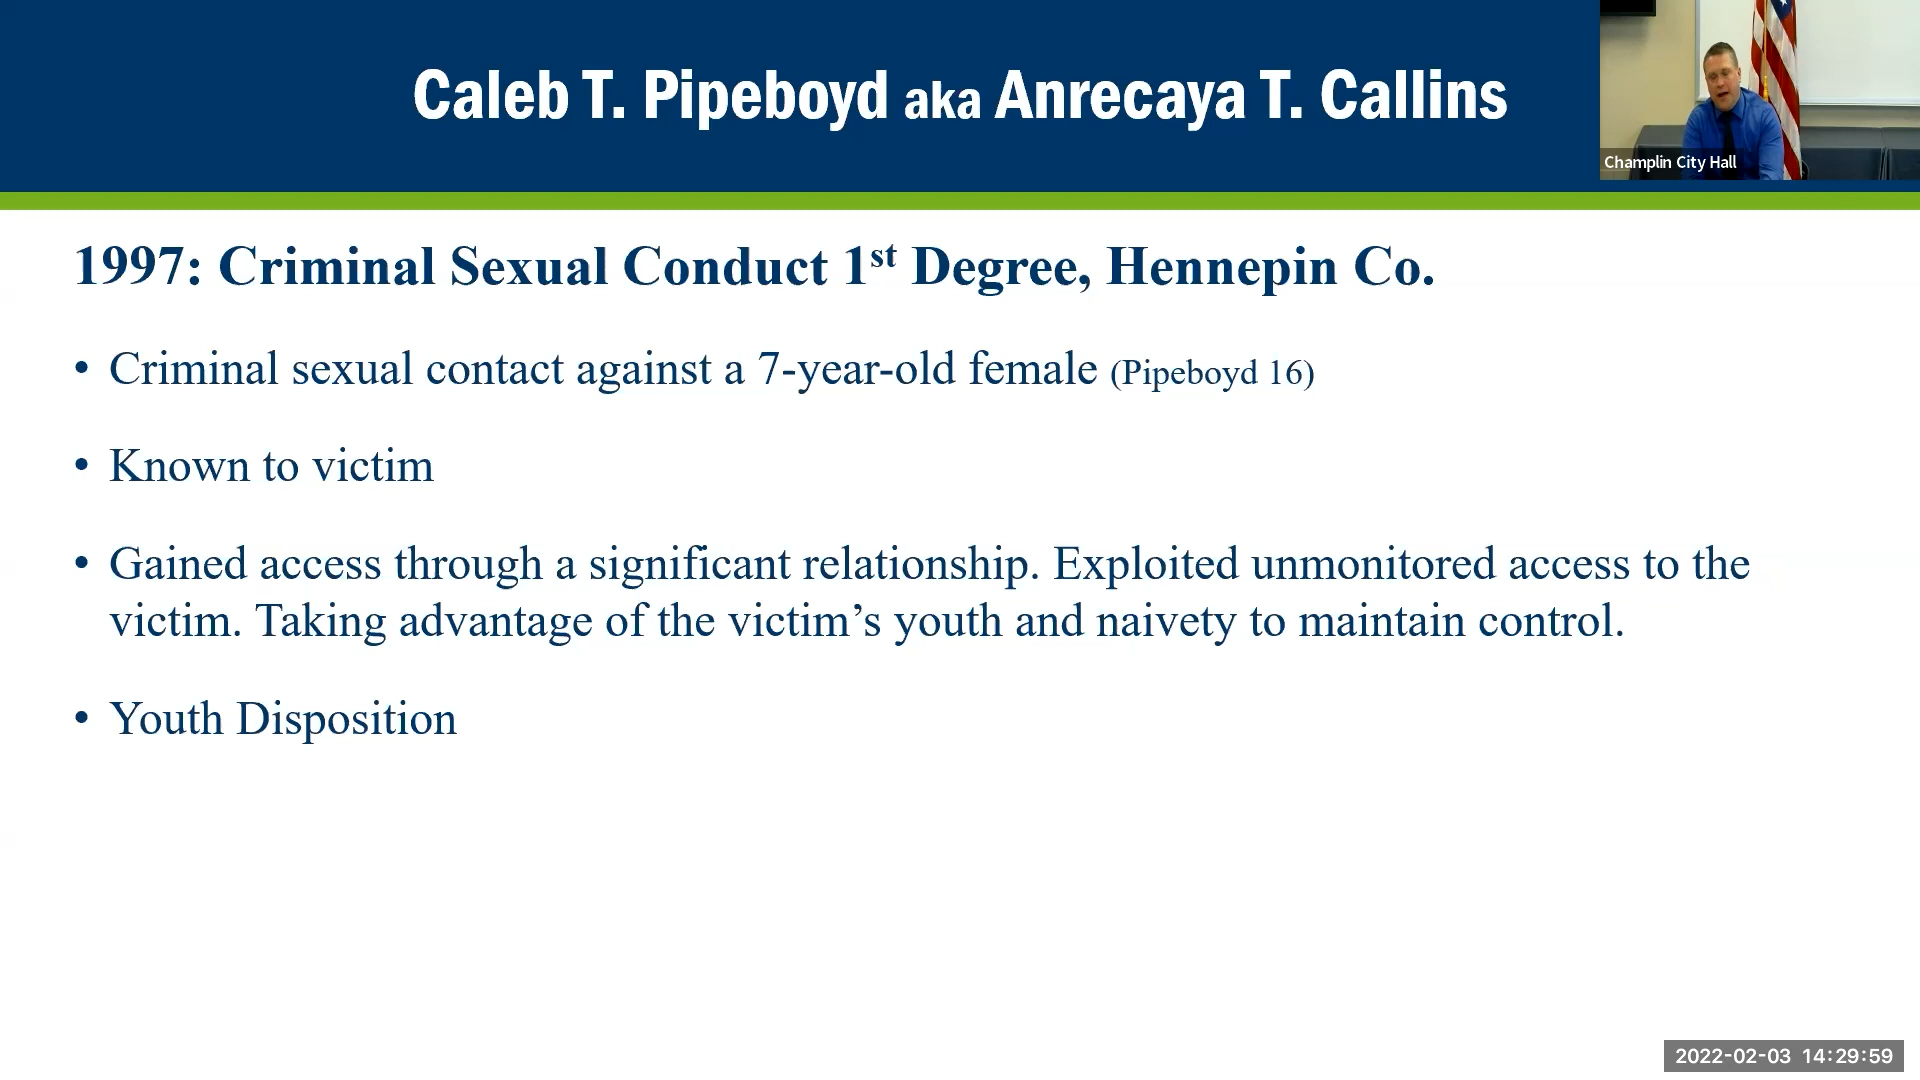 Caleb T. Pipeboyd aka Anrecaya T. Callins
Champlin City Hall
1997: Criminal Sexual Conduct 1st Degree, Hennepin Co.
• Criminal sexual contact against a 7-year-old female (Pipeboyd 16)
• Known to victim
• Gained access through a significant relationship. Exploited unmonitored access to the
victim. Taking advantage of the victim’s youth and naivety to maintain control.
• Youth Disposition
2022-02-03 14:29:59